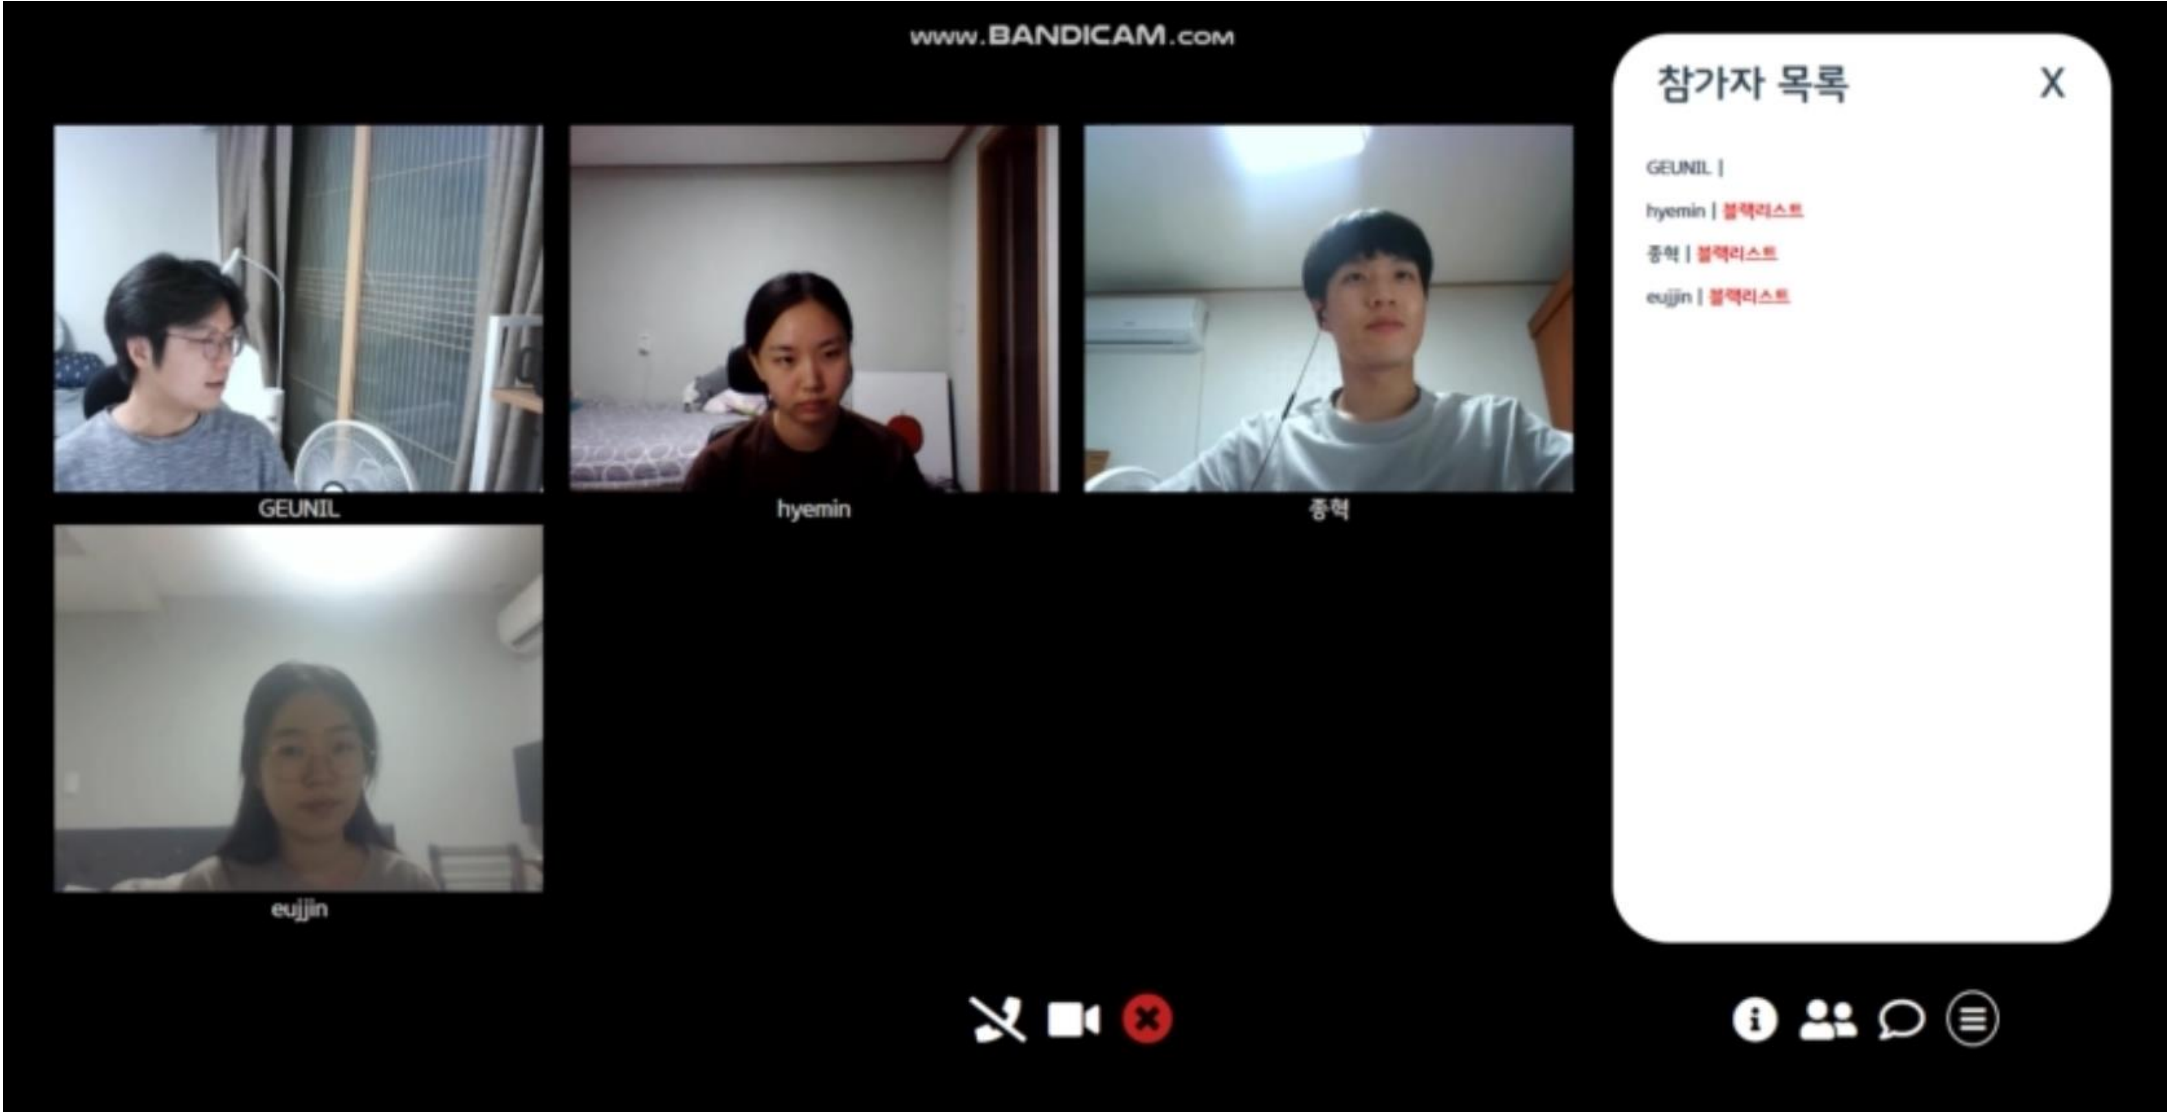 www.BANDICAM.COM
참가자 목록 X
GEUNIL |
hyemin | 블랙리스트
종혁 | 블랙리스트
eujjin | 블랙리스트
GEUNIL
hyemin
종혁
eujjin